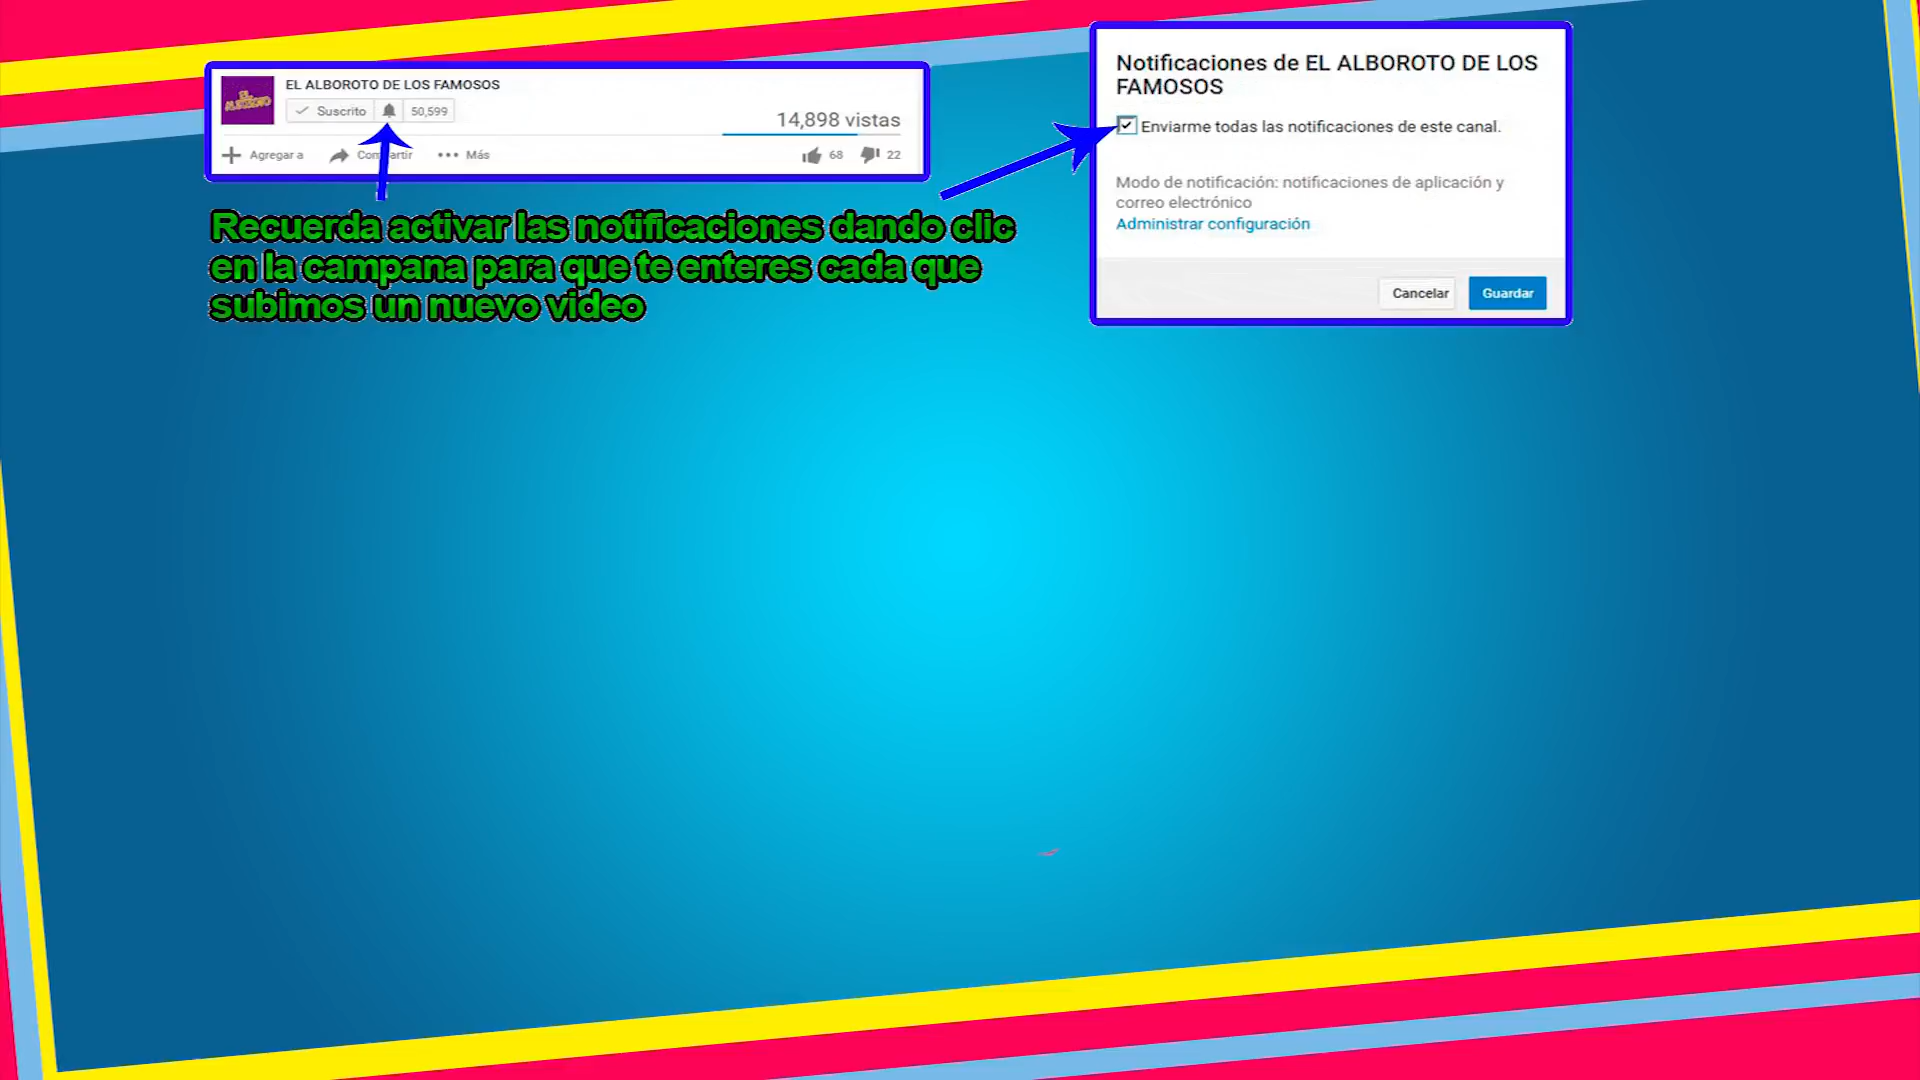 EL ALBOROTO DE LOS FAMOSOS
EL ALBOROTO
Suscrito 50,599
14,898 vistas
Agregar a Compartir Más 68 22
Recuerda activar las notificaciones dando clic
en la campana para que te enteres cada que
subimos un nuevo video
Notificaciones de EL ALBOROTO DE LOS
FAMOSOS
Enviarme todas las notificaciones de este canal.
Modo de notificación: notificaciones de aplicación y
correo electrónico
Administrar configuración
Cancelar Guardar